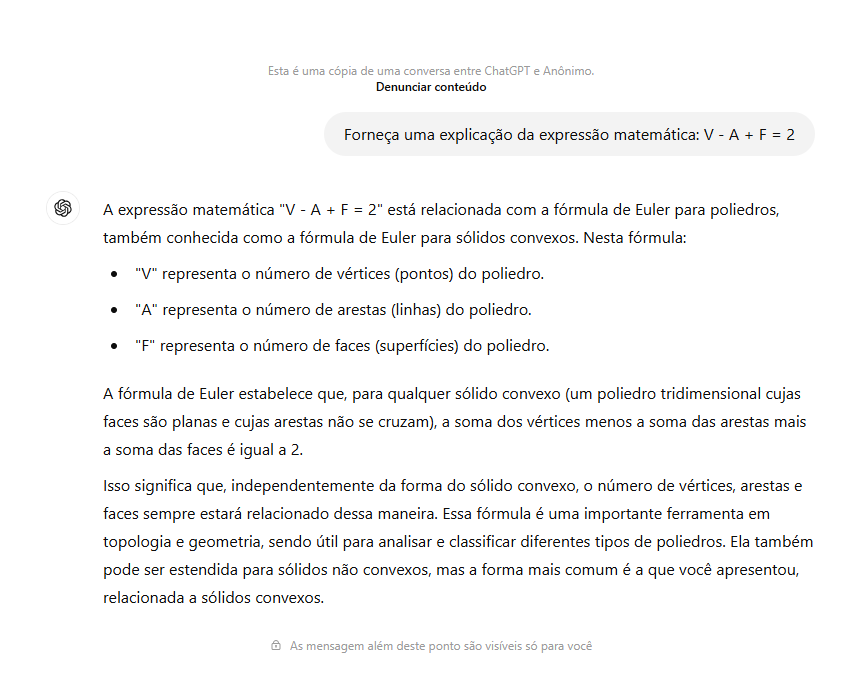 Esta é uma cópia de uma conversa entre ChatGPT e Anônimo.
Denunciar conteúdo
Forneça uma explicação da expressão matemática: V - A + F = 2
A expressão matemática "V - A + F = 2" está relacionada com a fórmula de Euler para poliedros,
também conhecida como a fórmula de Euler para sólidos convexos. Nesta fórmula:
• "V" representa o número de vértices (pontos) do poliedro.
• "A" representa o número de arestas (linhas) do poliedro.
• "F" representa o número de faces (superfícies) do poliedro.
A fórmula de Euler estabelece que, para qualquer sólido convexo (um poliedro tridimensional cujas
faces são planas e cujas arestas não se cruzam), a soma dos vértices menos a soma das arestas mais
a soma das faces é igual a 2.
Isso significa que, independentemente da forma do sólido convexo, o número de vértices, arestas e
faces sempre estará relacionado dessa maneira. Essa fórmula é uma importante ferramenta em
topologia e geometria, sendo útil para analisar e classificar diferentes tipos de poliedros. Ela também
pode ser estendida para sólidos não convexos, mas a forma mais comum é a que você apresentou,
relacionada a sólidos convexos.
As mensagem além deste ponto são visíveis só para você